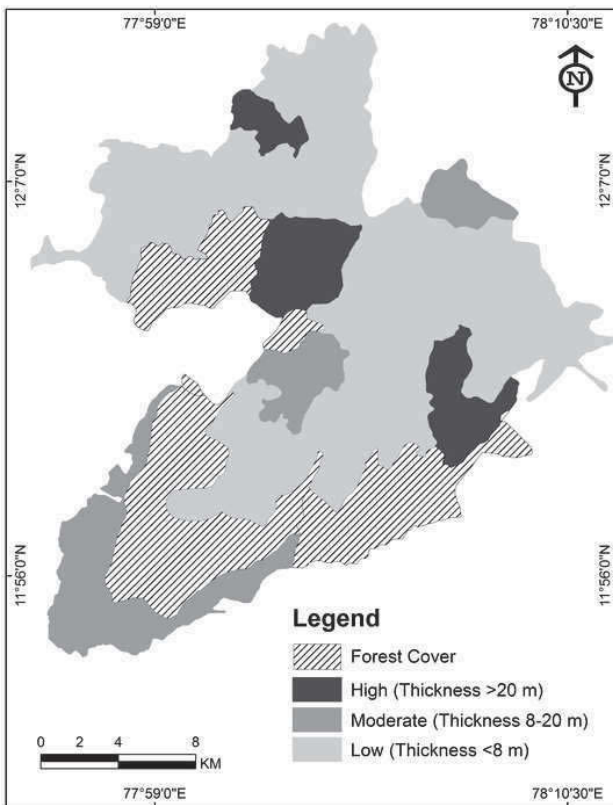 77°59'0"E
78°10'30"E
N
12°7'0"N
12°7'0"N
11°56'0"N
11°56'0"N
Legend
Forest Cover
High (Thickness >20 m)
Moderate (Thickness 8-20 m)
Low (Thickness <8 m)
0 4 8
KM
77°59'0"E
78°10'30"E